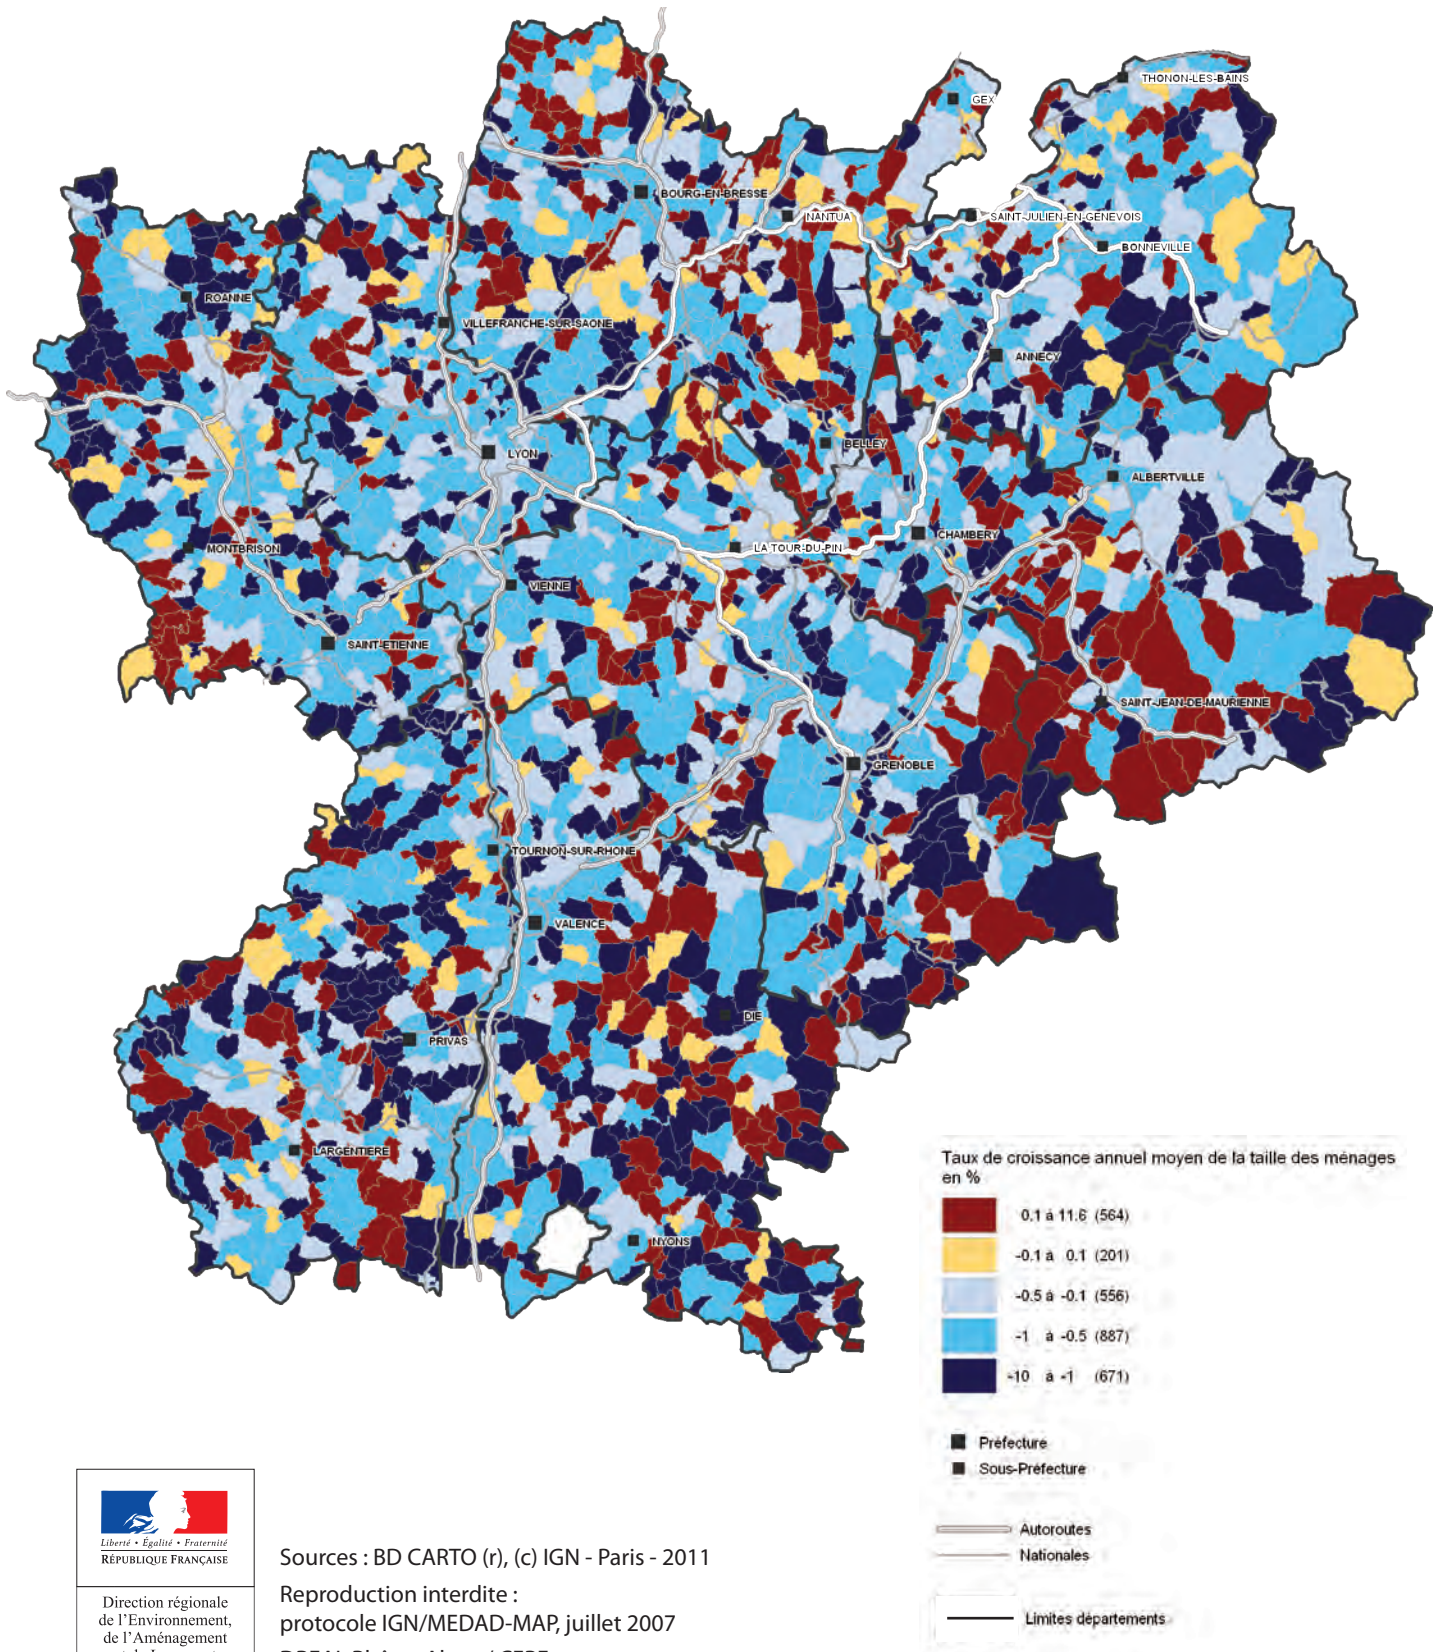 THONON-LES-BAINS
GEX
BOURG-EN-BRESSE
NANTUA
SAINT-JULIEN-EN-GENEVOIS
BONNEVILLE
ROANNE
VILLEFRANCHE-SUR-SAONE
ANNECY
BELLEY
LYON
ALBERTVILLE
MONTBRISON
LA TOUR-DU-PIN
CHAMBERY
VIENNE
SAINT-ETIENNE
SAINT-JEAN-DE-MAURIENNE
GRENOBLE
TOURNON-SUR-RHONE
VALENCE
DIE
PRIVAS
LARGENTIERE
NYONS
Taux de croissance annuel moyen de la taille des ménages
en %
0.1 à 11.6 (564)
-0.1 à 0.1 (201)
-0.5 à -0.1 (556)
-1 à -0.5 (887)
-10 à -1 (671)
Préfecture
Sous-Préfecture
Autoroutes
Nationales
Limites départements
Liberté • Égalité • Fraternité
RÉPUBLIQUE FRANÇAISE
Direction régionale
de l'Environnement,
de l'Aménagement
Sources : BD CARTO (r), (c) IGN - Paris - 2011
Reproduction interdite :
protocole IGN/MEDAD-MAP, juillet 2007